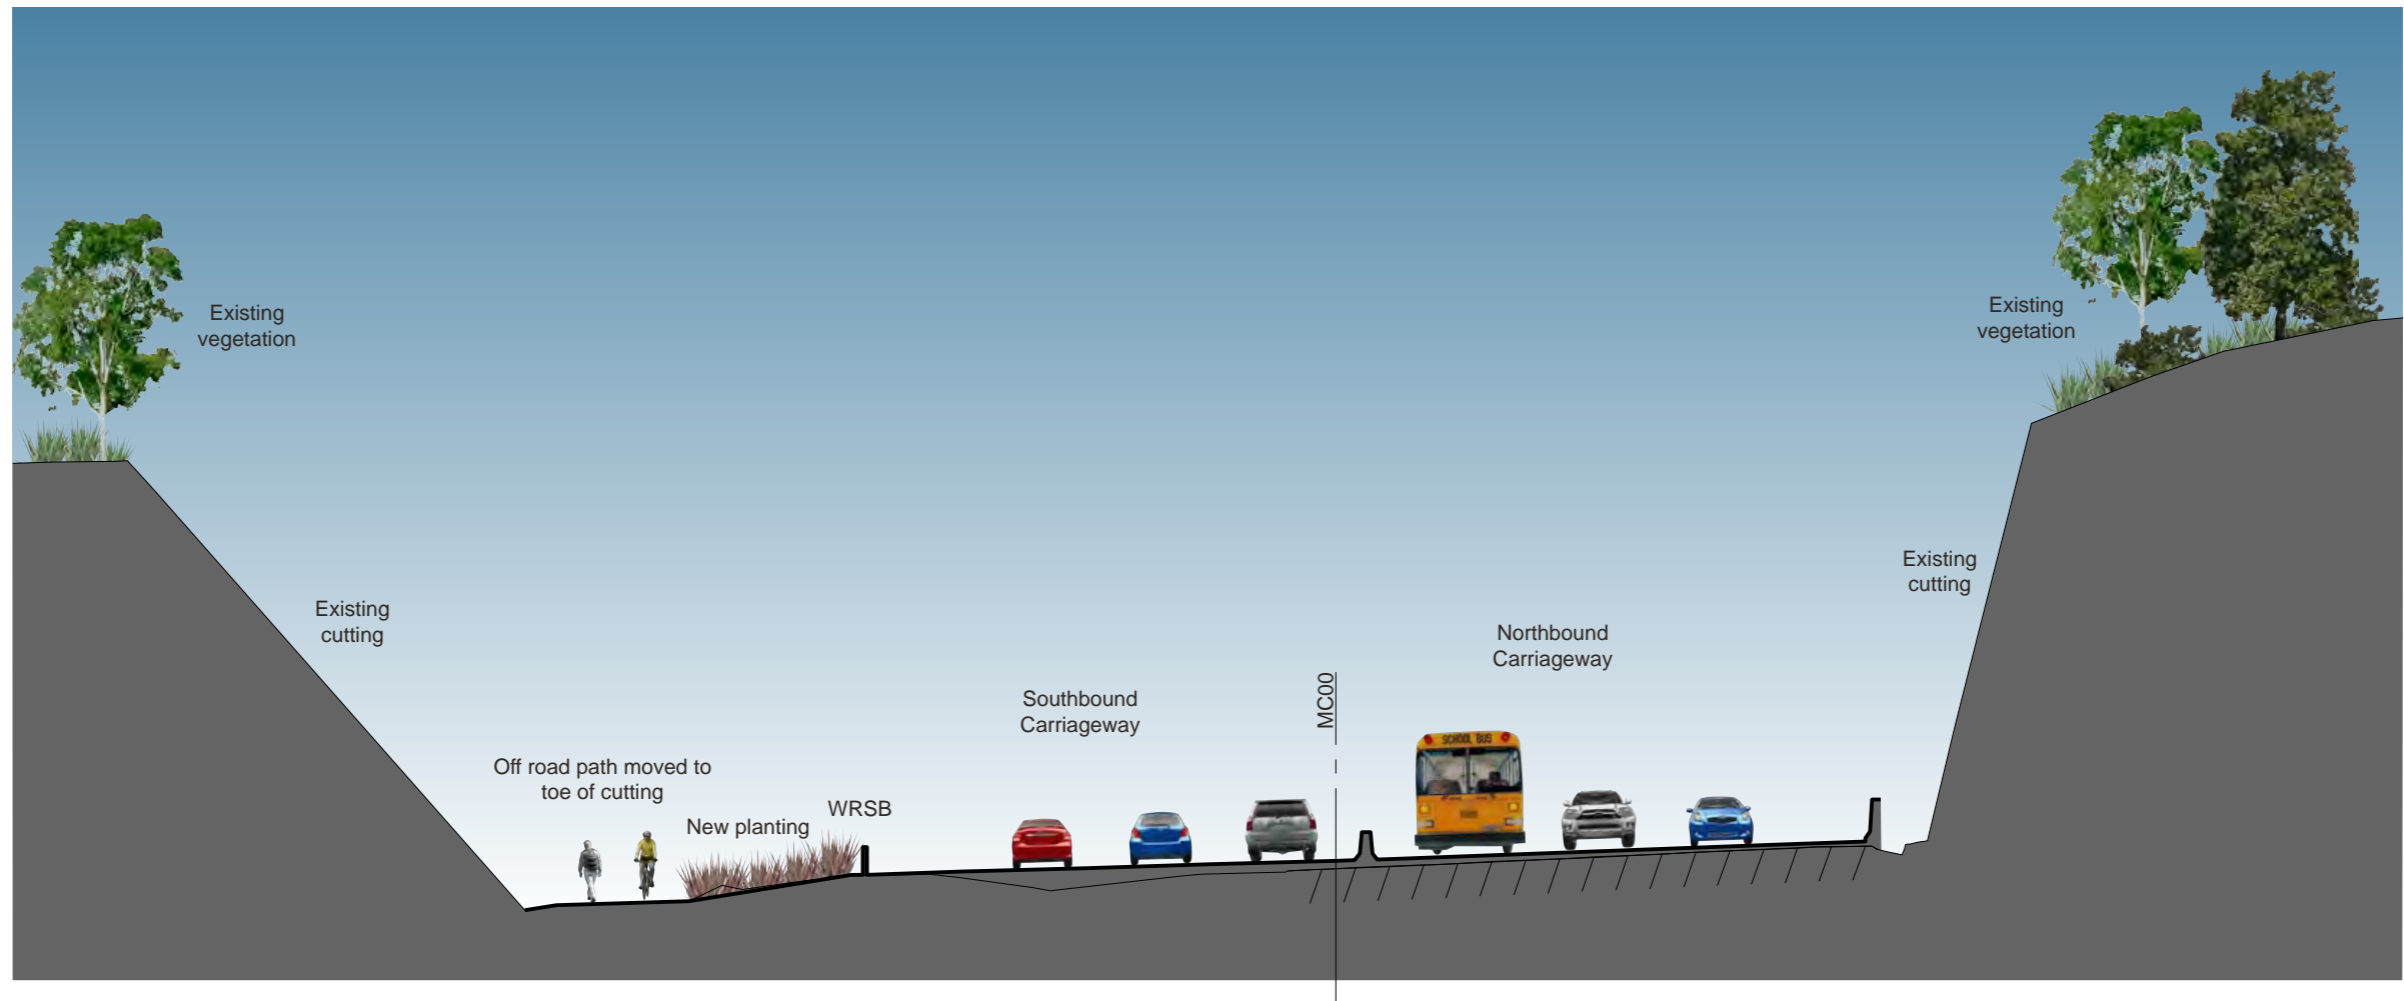 Existing
vegetation
Existing
vegetation
Existing
cutting
Existing
cutting
Northbound
Carriageway
Southbound
Carriageway
MC00
SCHOOL BUS
Off road path moved to
toe of cutting
WRSB
New planting